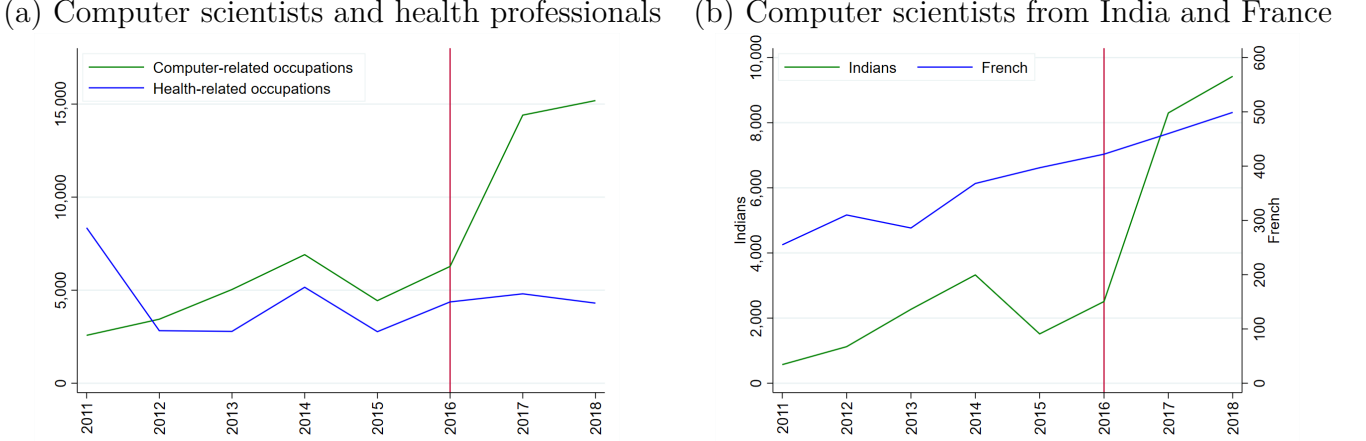 (a) Computer scientists and health professionals
Computer-related occupations
Health-related occupations
15,000
10,000
5,000
0
2011 2012 2013 2014 2015 2016 2017 2018
(b) Computer scientists from India and France
Indians French
Indians
10,000
8,000
6,000
4,000
2,000
0
French
600
500
400
300
200
100
0
2011 2012 2013 2014 2015 2016 2017 2018